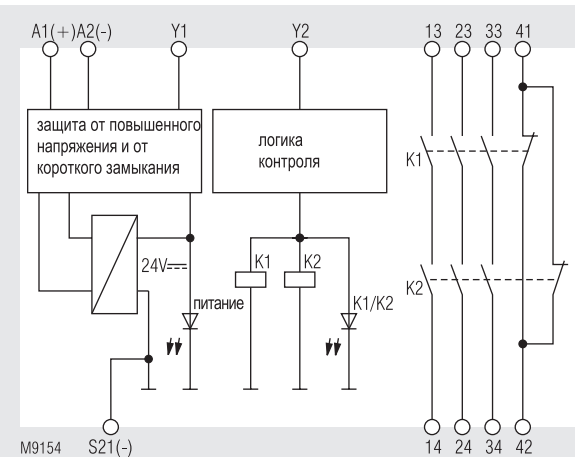 A1(+) A2(-) Y1 Y2 13 23 33 41
защита от повышенного
напряжения и от
короткого замыкания
логика
контроля
K1
24V
K1 K2
K2
питание K1/K2
M9154 S21(-) 14 24 34 42